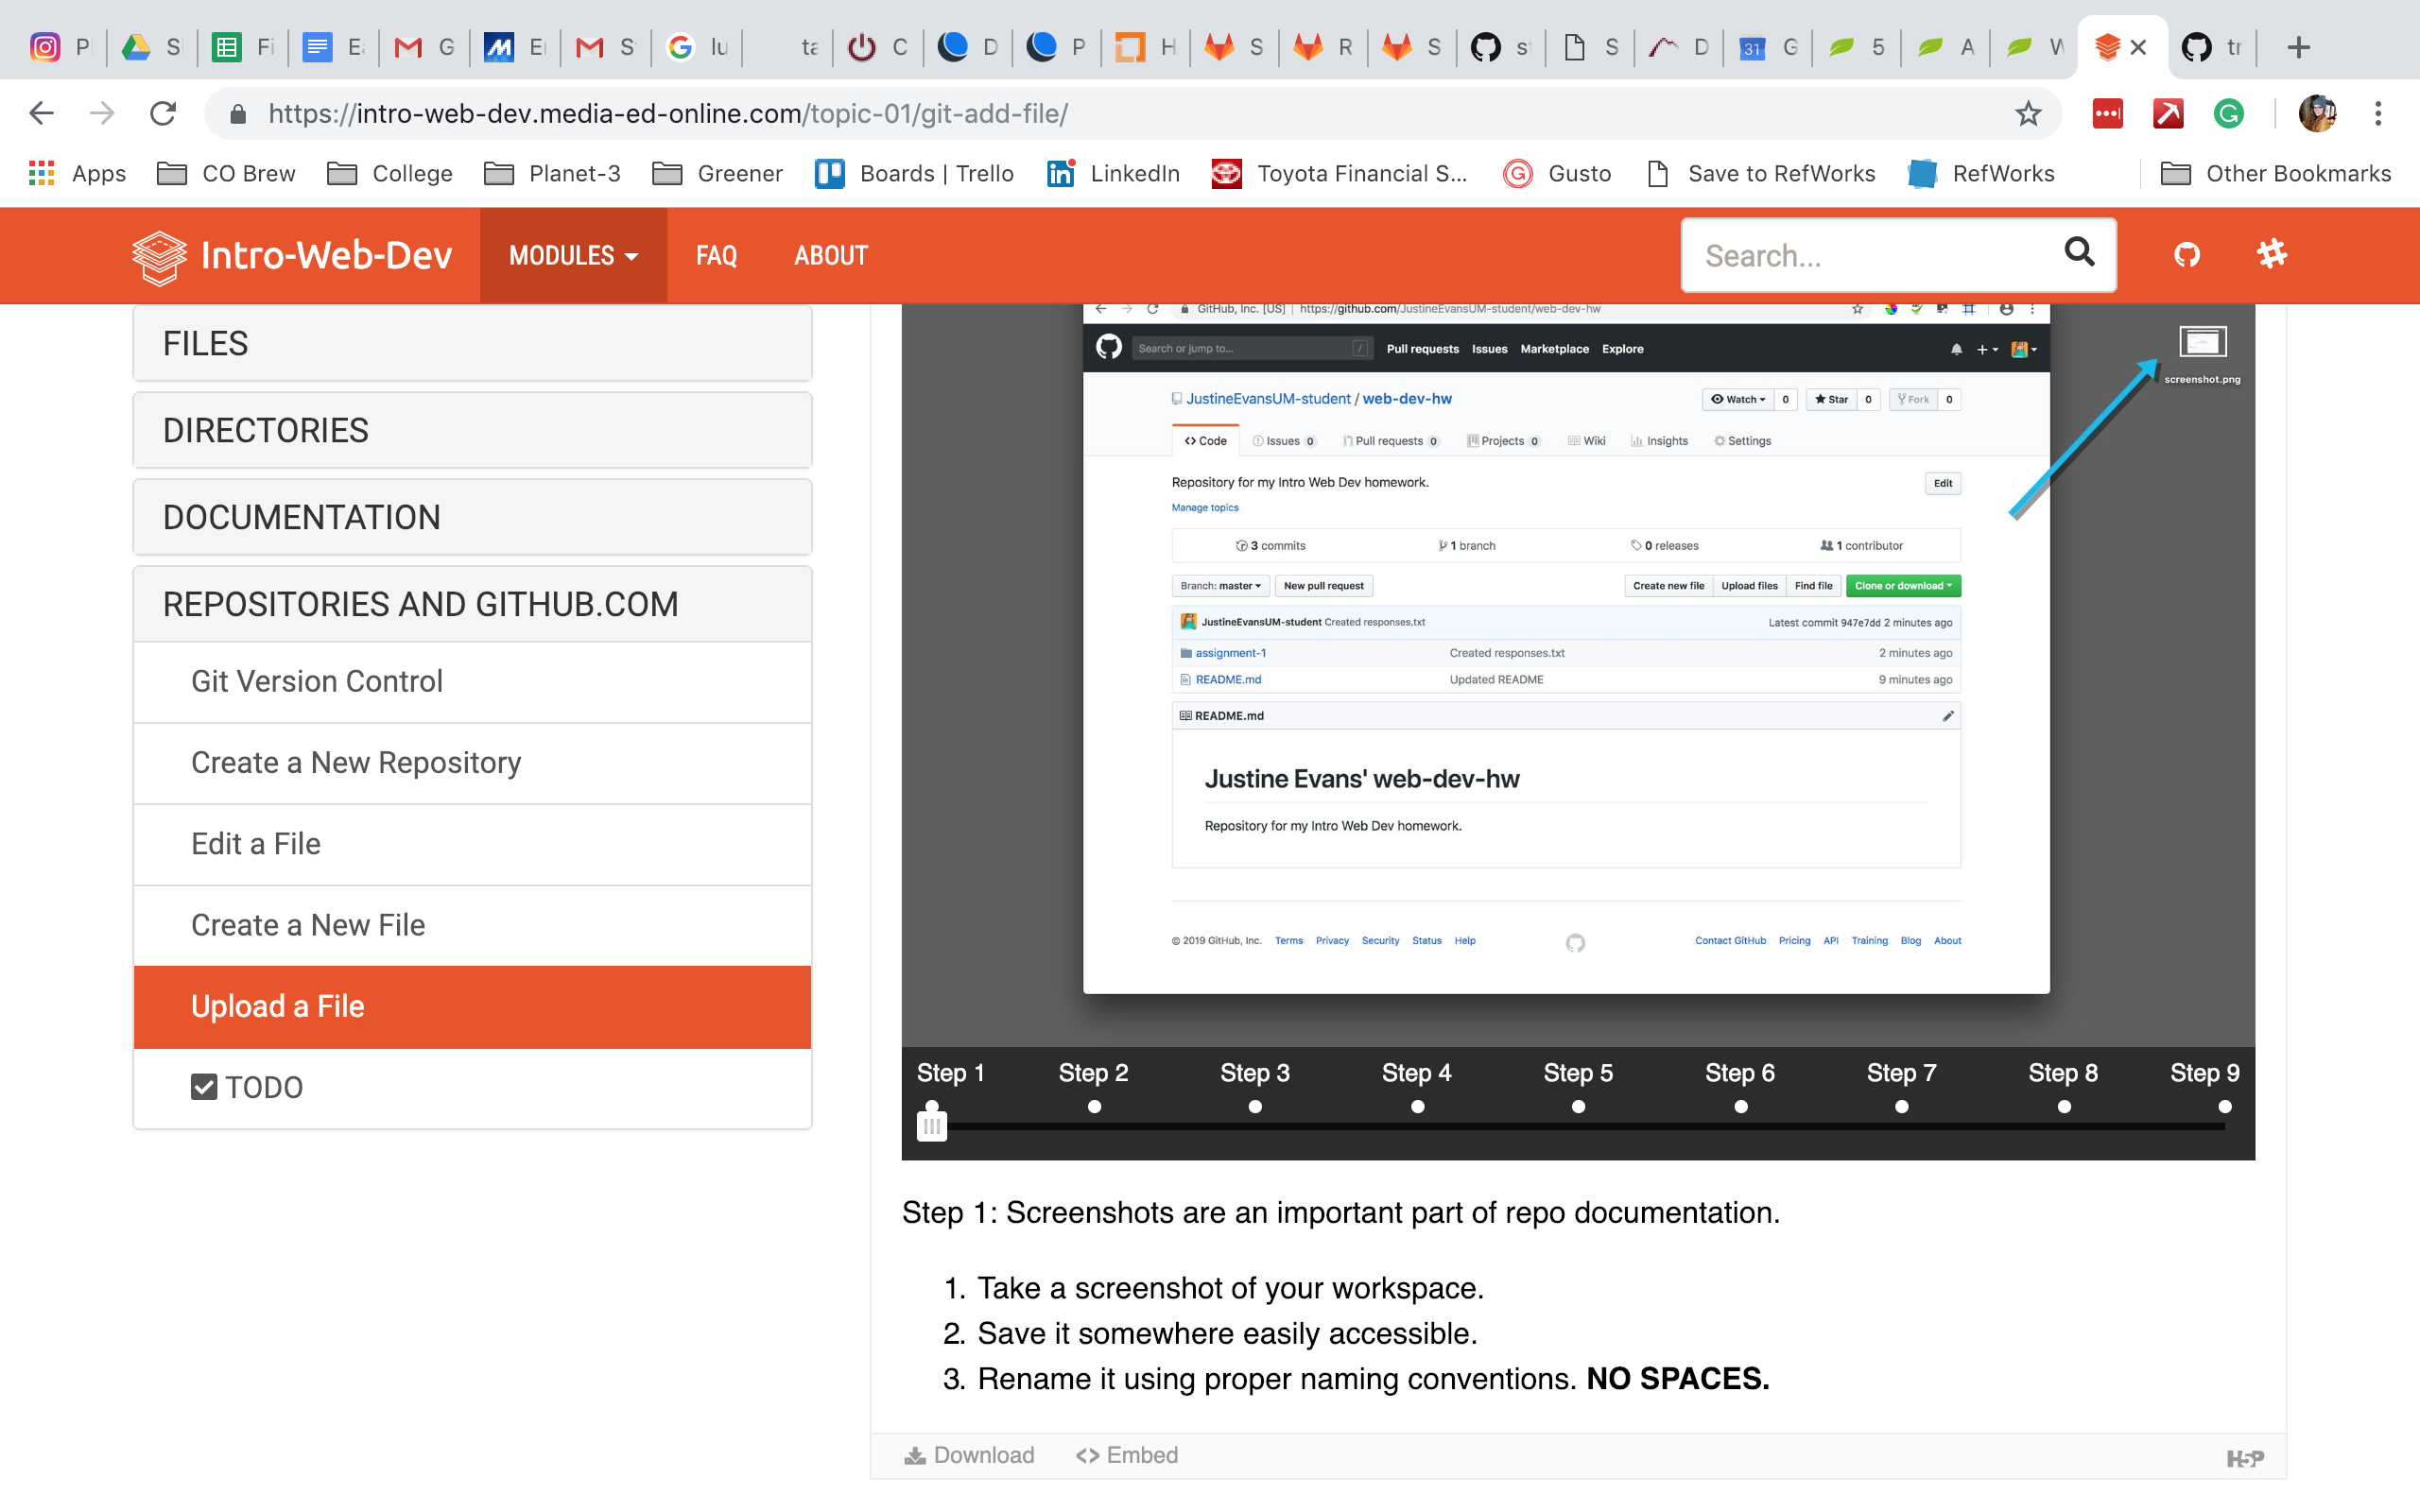 P S Fi E G E S lu ta C D P H S R S s S D G 5 A W tr
https://intro-web-dev.media-ed-online.com/topic-01/git-add-file/
Apps CO Brew College Planet-3 Greener Boards | Trello LinkedIn Toyota Financial S... Gusto Save to RefWorks RefWorks Other Bookmarks
Intro-Web-Dev MODULES FAQ ABOUT Search...
FILES
DIRECTORIES
DOCUMENTATION
REPOSITORIES AND GITHUB.COM
Git Version Control
Create a New Repository
Edit a File
Create a New File
Upload a File
TODO
GitHub, Inc. [US] | https://github.com/JustineEvansUM-student/web-dev-hw
Search or jump to... / Pull requests Issues Marketplace Explore
screenshot.png
JustineEvansUM-student / web-dev-hw Watch 0 Star 0 Fork 0
Code Issues 0 Pull requests 0 Projects 0 Wiki Insights Settings
Repository for my Intro Web Dev homework. Edit
Manage topics
3 commits 1 branch 0 releases 1 contributor
Branch: master New pull request Create new file Upload files Find file Clone or download
JustineEvansUM-student Created responses.txt Latest commit 947e7dd 2 minutes ago
assignment-1 Created responses.txt 2 minutes ago
README.md Updated README 9 minutes ago
README.md
Justine Evans' web-dev-hw
Repository for my Intro Web Dev homework.
© 2019 GitHub, Inc. Terms Privacy Security Status Help Contact GitHub Pricing API Training Blog About
Step 1 Step 2 Step 3 Step 4 Step 5 Step 6 Step 7 Step 8 Step 9
Step 1: Screenshots are an important part of repo documentation.
1. Take a screenshot of your workspace.
2. Save it somewhere easily accessible.
3. Rename it using proper naming conventions. NO SPACES.
Download <> Embed H5P